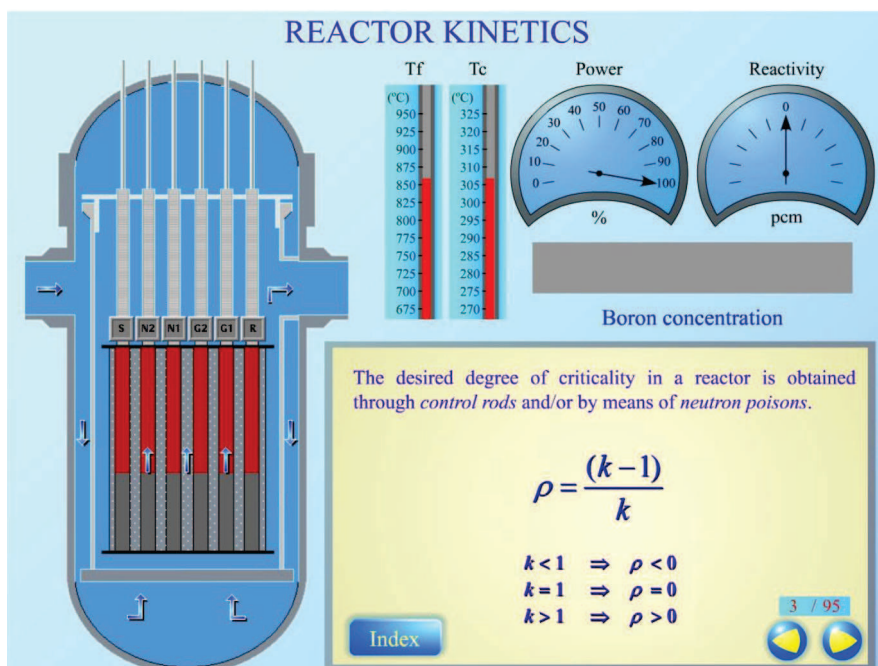 REACTOR KINETICS
Tf Tc Power Reactivity
(°C) (°C)
950 325
925 320
900 315
875 310
850 305
825 300
800 295
775 290
750 285
725 280
700 275
675 270
0 10 20 30 40 50 60 70 80 90 100
%
0
pcm
Boron concentration
S N2 N1 G2 G1 R
The desired degree of criticality in a reactor is obtained
through control rods and/or by means of neutron poisons.
ρ = (k − 1) / k
k < 1 ⇒ ρ < 0
k = 1 ⇒ ρ = 0
k > 1 ⇒ ρ > 0
3 / 95
Index